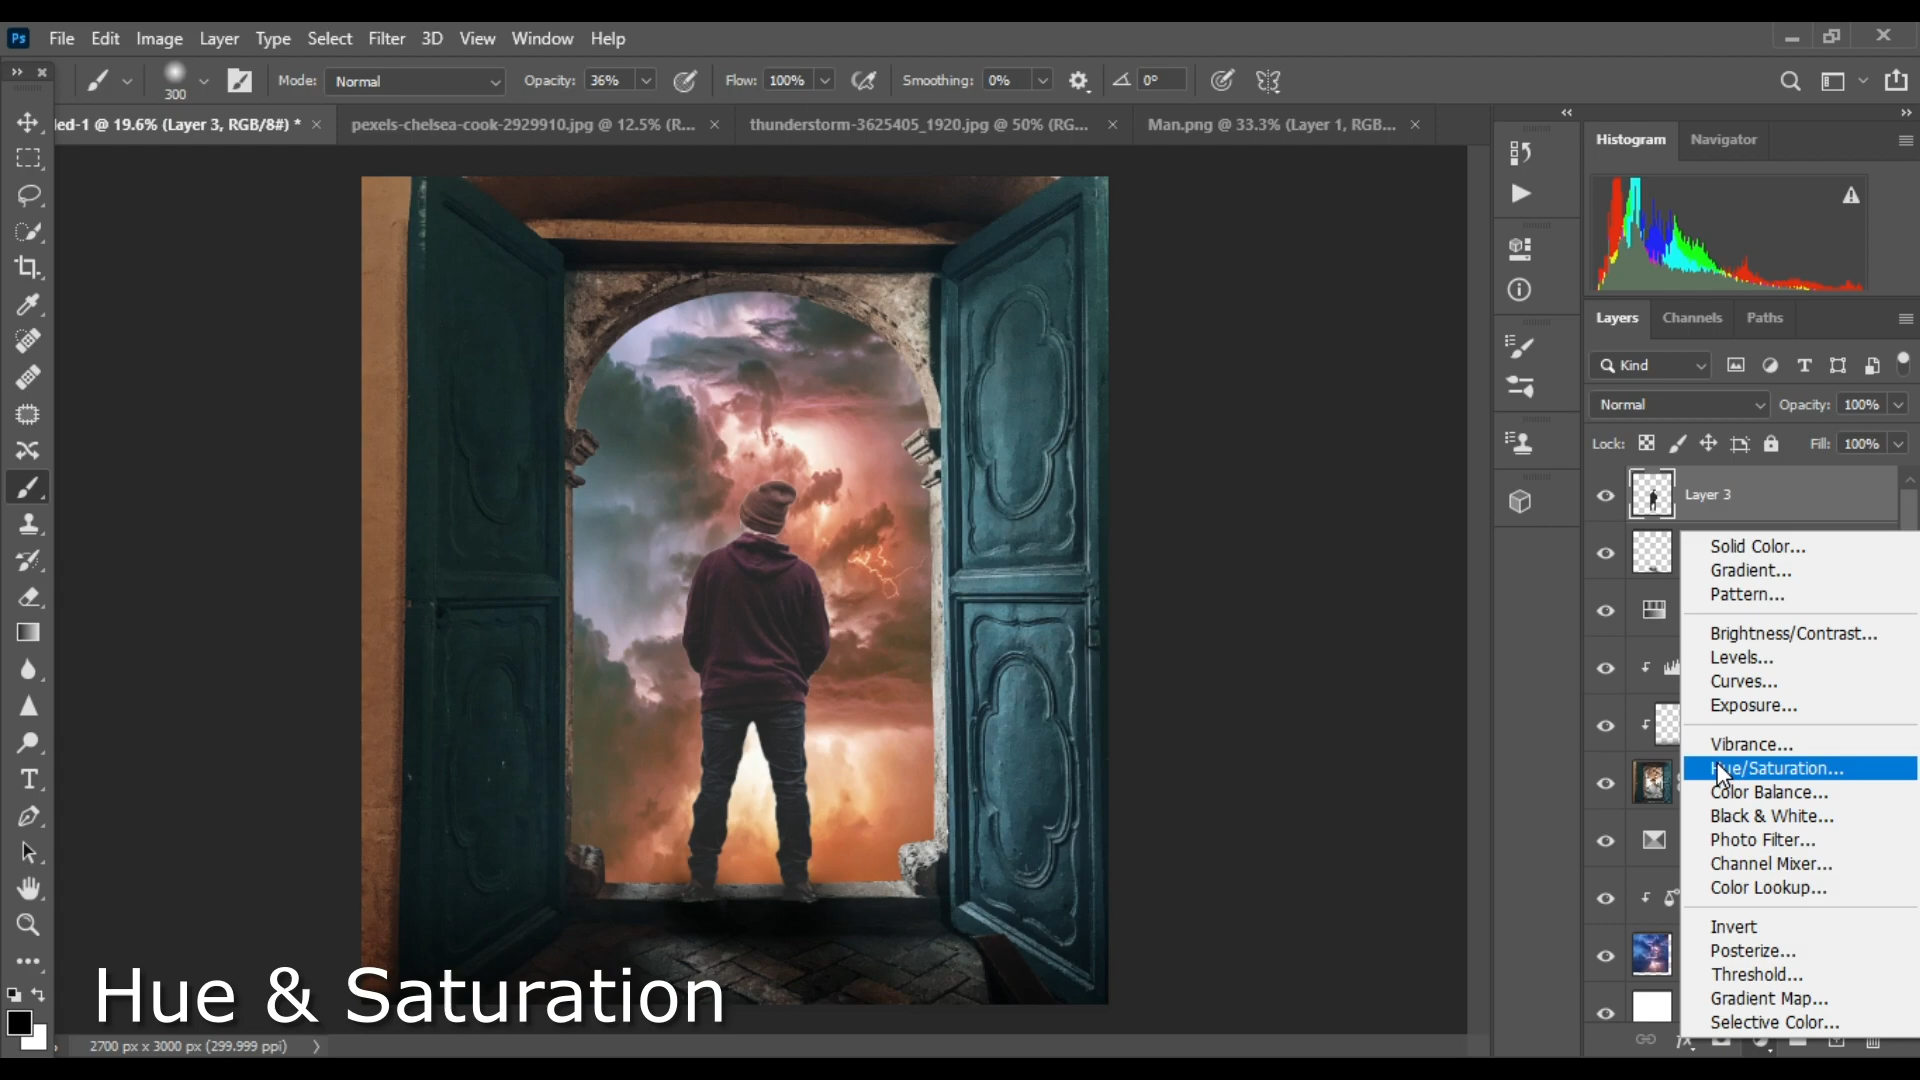 Ps File Edit Image Layer Type Select Filter 3D View Window Help
300 Mode: Normal Opacity: 36% Flow: 100% Smoothing: 0% 0°
led-1 @ 19.6% (Layer 3, RGB/8#) * pexels-chelsea-cook-2929910.jpg @ 12.5% (R... thunderstorm-3625405_1920.jpg @ 50% (RG... Man.png @ 33.3% (Layer 1, RGB...
Histogram Navigator
Layers Channels Paths
Kind
Normal Opacity: 100%
Lock: Fill: 100%
Layer 3
Solid Color...
Gradient...
Pattern...
Brightness/Contrast...
Levels...
Curves...
Exposure...
Vibrance...
Hue/Saturation...
Color Balance...
Black & White...
Photo Filter...
Channel Mixer...
Color Lookup...
Invert
Posterize...
Threshold...
Gradient Map...
Selective Color...
Hue & Saturation
2700 px x 3000 px (299.999 ppi)